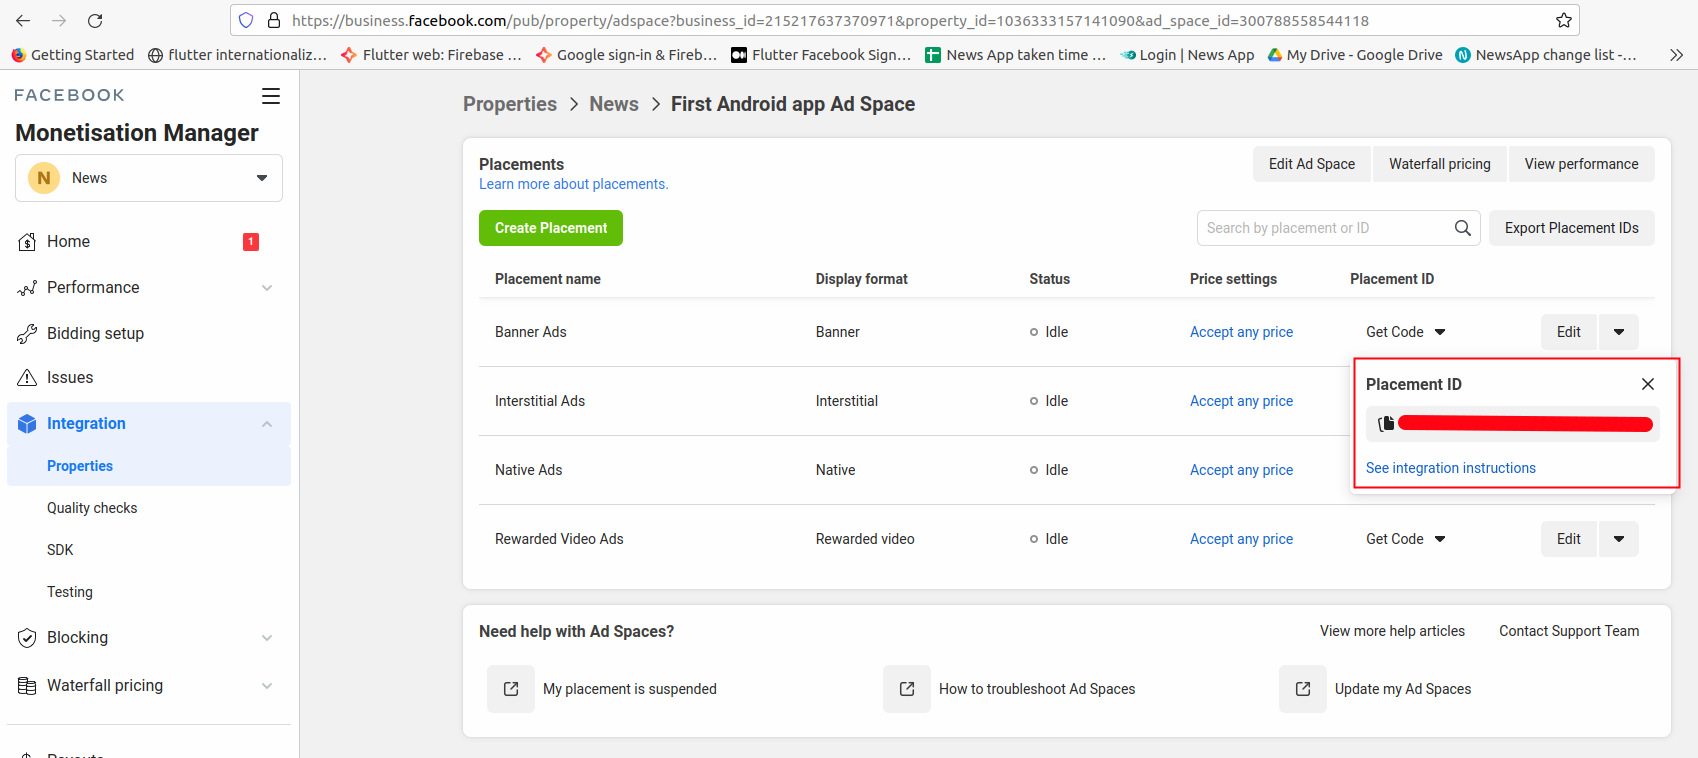 https://business.facebook.com/pub/property/adspace?business_id=215217637370971&property_id=1036333157141090&ad_space_id=300788558544118
Getting Started flutter internationaliz... Flutter web: Firebase ... Google sign-in & Fireb... Flutter Facebook Sign... News App taken time ... Login | News App My Drive - Google Drive NewsApp change list -...
FACEBOOK
Monetisation Manager
N News
Home 1
Performance
Bidding setup
Issues
Integration
Properties
Quality checks
SDK
Testing
Blocking
Waterfall pricing
Properties > News > First Android app Ad Space
Placements
Learn more about placements.
Edit Ad Space Waterfall pricing View performance
Create Placement Search by placement or ID Export Placement IDs
Placement name Display format Status Price settings Placement ID
Banner Ads Banner Idle Accept any price Get Code Edit
Placement ID
Interstitial Ads Interstitial Idle Accept any price
Native Ads Native Idle Accept any price
See integration instructions
Rewarded Video Ads Rewarded video Idle Accept any price Get Code Edit
Need help with Ad Spaces? View more help articles Contact Support Team
My placement is suspended How to troubleshoot Ad Spaces Update my Ad Spaces